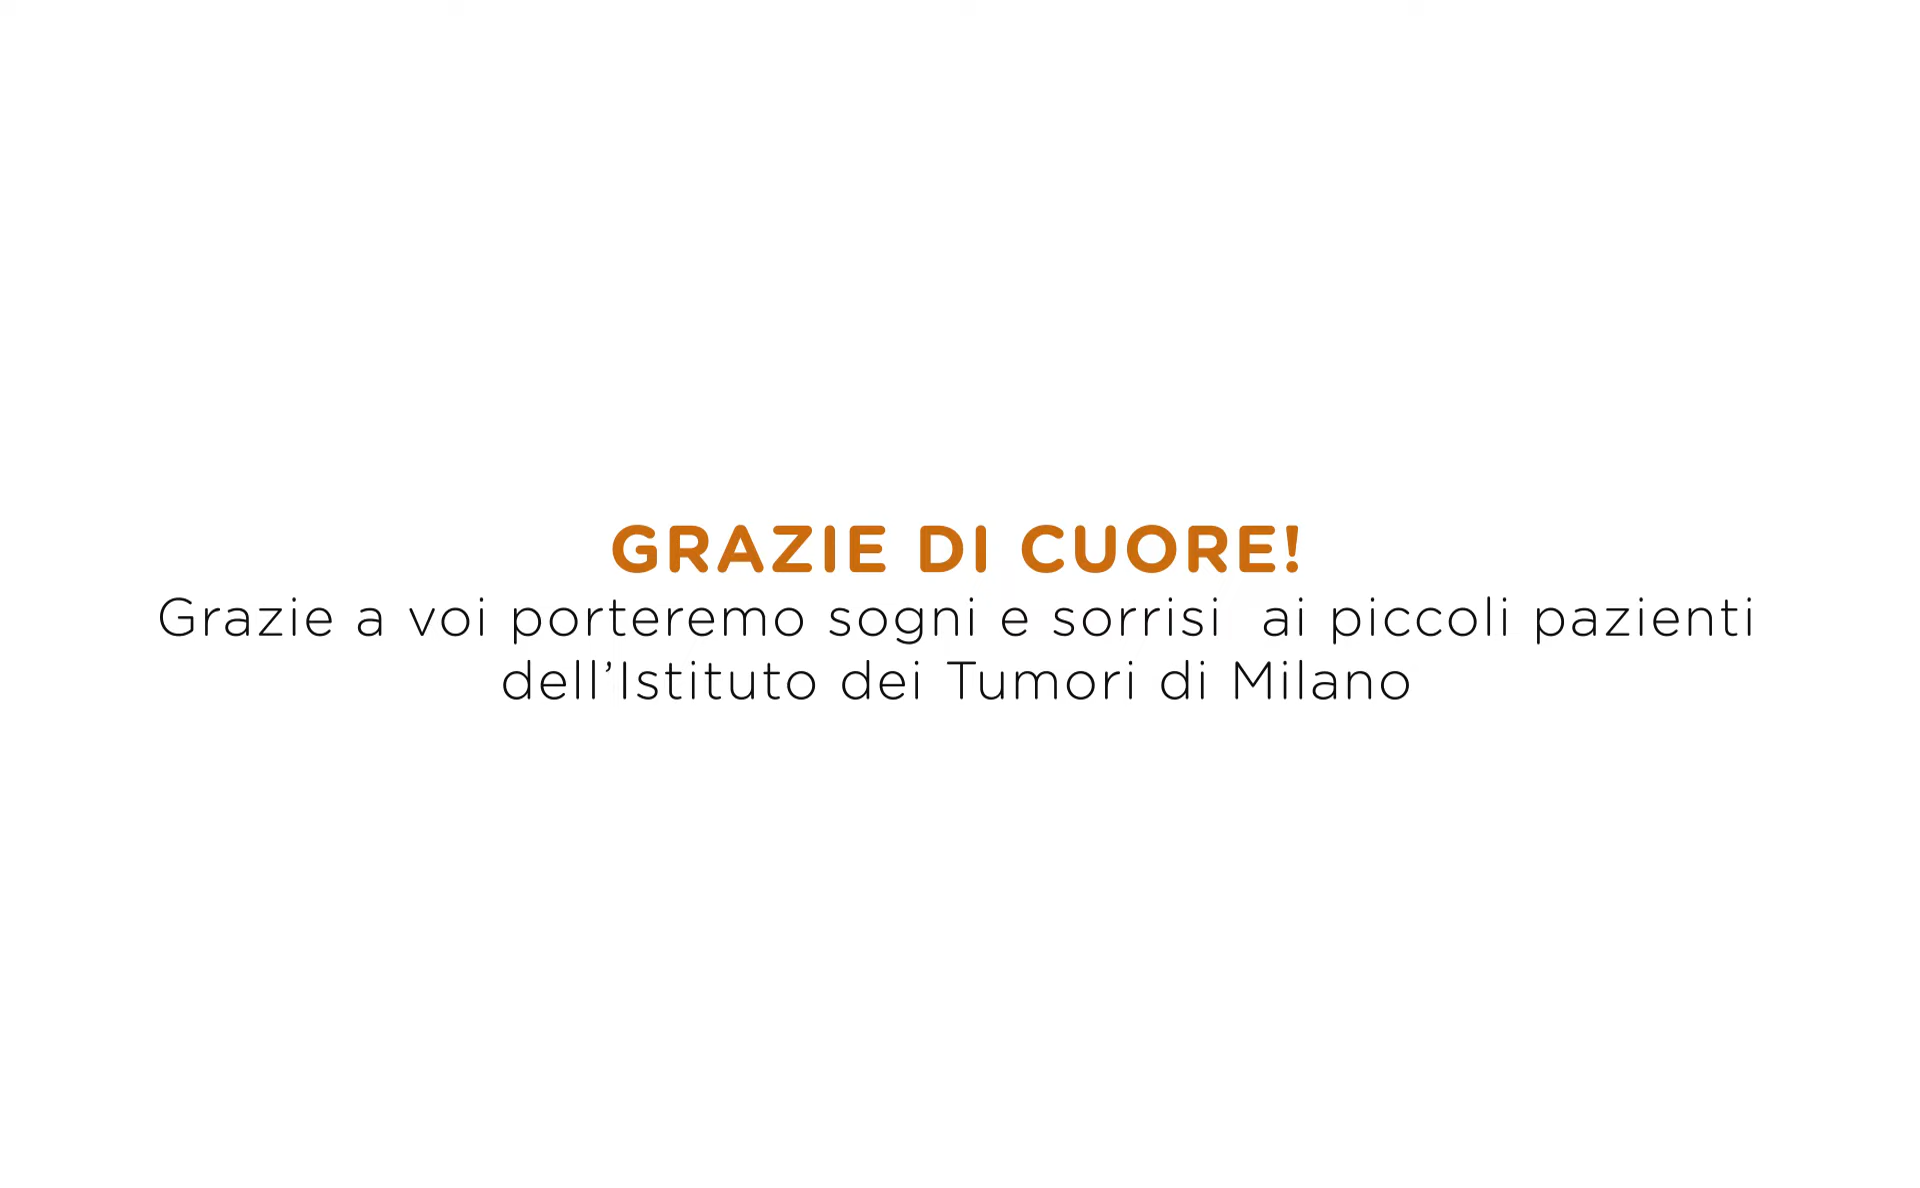 GRAZIE DI CUORE!
Grazie a voi porteremo sogni e sorrisi  ai piccoli pazienti
dell’Istituto dei Tumori di Milano